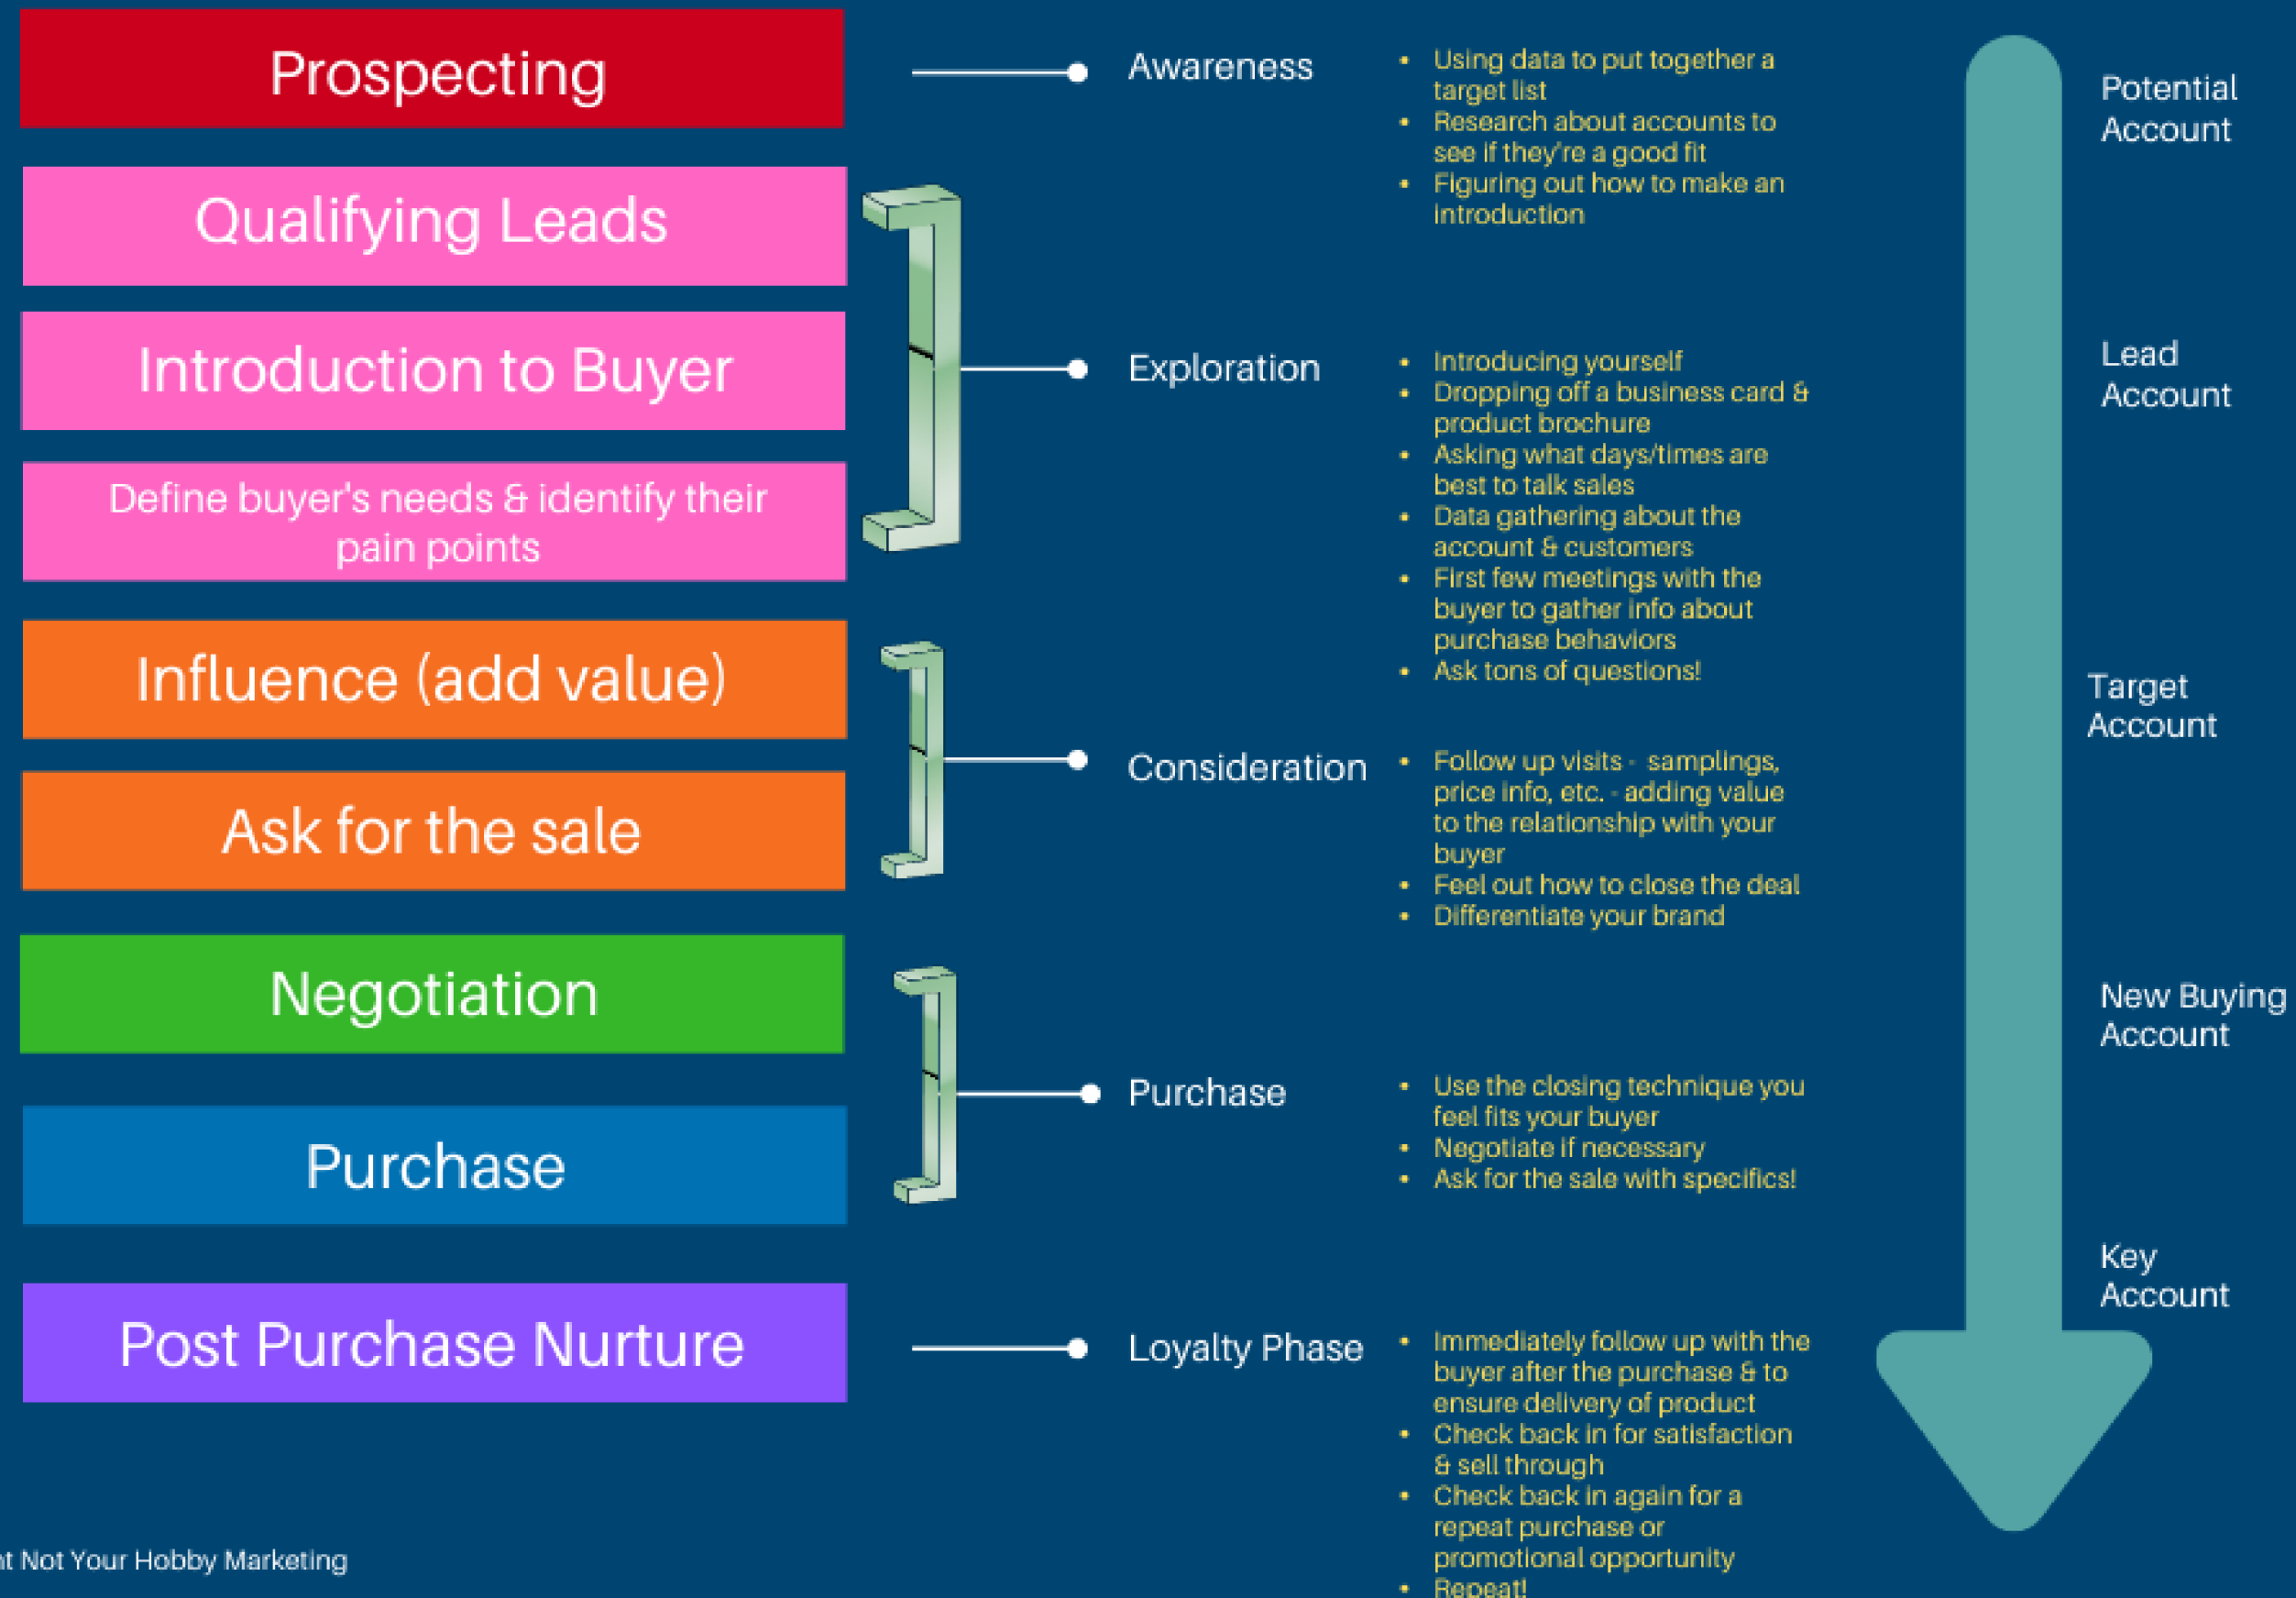 Prospecting
Qualifying Leads
Introduction to Buyer
Define buyer's needs & identify their
pain points
Influence (add value)
Ask for the sale
Negotiation
Purchase
Post Purchase Nurture
Awareness
• Using data to put together a
target list
• Research about accounts to
see if they're a good fit
• Figuring out how to make an
introduction
Exploration
• Introducing yourself
• Dropping off a business card &
product brochure
• Asking what days/times are
best to talk sales
• Data gathering about the
account & customers
• First few meetings with the
buyer to gather info about
purchase behaviors
• Ask tons of questions!
Consideration
• Follow up visits - samplings,
price info, etc. - adding value
to the relationship with your
buyer
• Feel out how to close the deal
• Differentiate your brand
Purchase
• Use the closing technique you
feel fits your buyer
• Negotiate if necessary
• Ask for the sale with specifics!
Loyalty Phase
• Immediately follow up with the
buyer after the purchase & to
ensure delivery of product
• Check back in for satisfaction
& sell through
• Check back in again for a
repeat purchase or
promotional opportunity
• Repeat!
Potential
Account
Lead
Account
Target
Account
New Buying
Account
Key
Account
Not Your Hobby Marketing